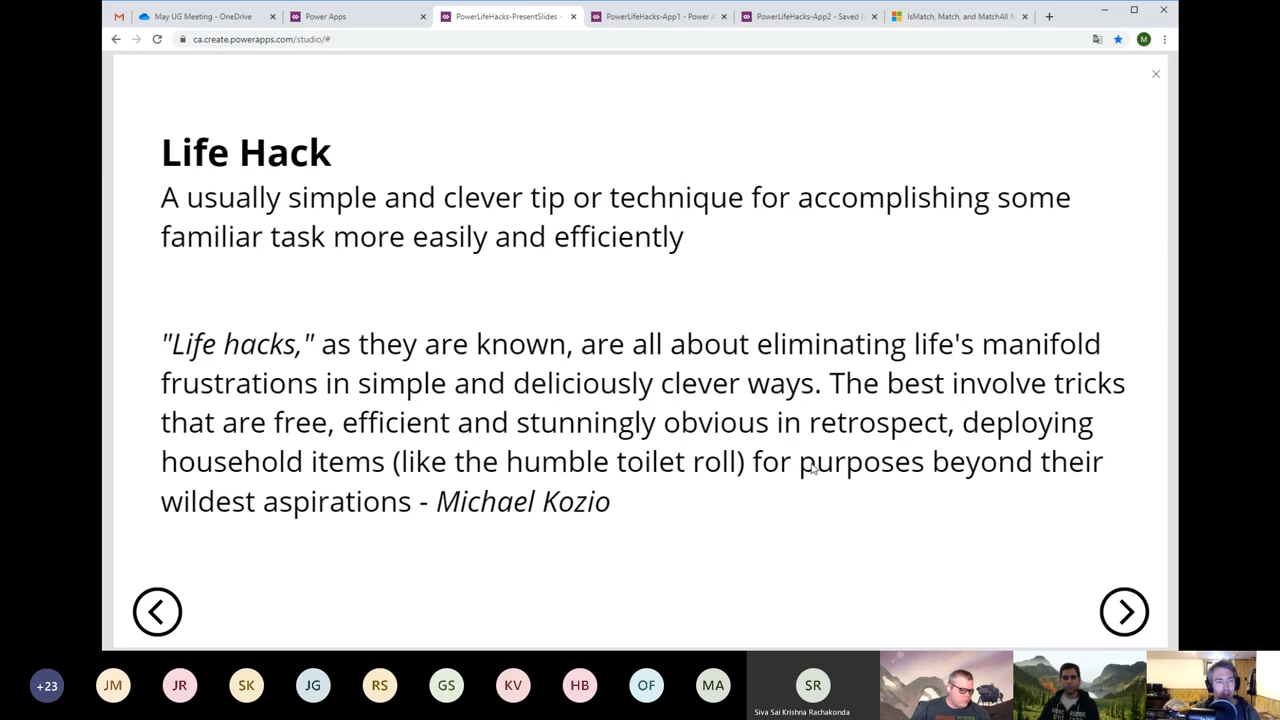 May UG Meeting - OneDrive
Power Apps
PowerLifeHacks-PresentSlides -
PowerLifeHacks-App1 - Power A
PowerLifeHacks-App2 - Saved
IsMatch, Match, and MatchAll
ca.create.powerapps.com/studio/#
M
Life Hack
A usually simple and clever tip or technique for accomplishing some
familiar task more easily and efficiently
"Life hacks," as they are known, are all about eliminating life's manifold
frustrations in simple and deliciously clever ways. The best involve tricks
that are free, efficient and stunningly obvious in retrospect, deploying
household items (like the humble toilet roll) for purposes beyond their
wildest aspirations - Michael Kozio
+23 JM JR SK JG RS GS KV HB OF MA SR
Siva Sai Krishna Rachakonda